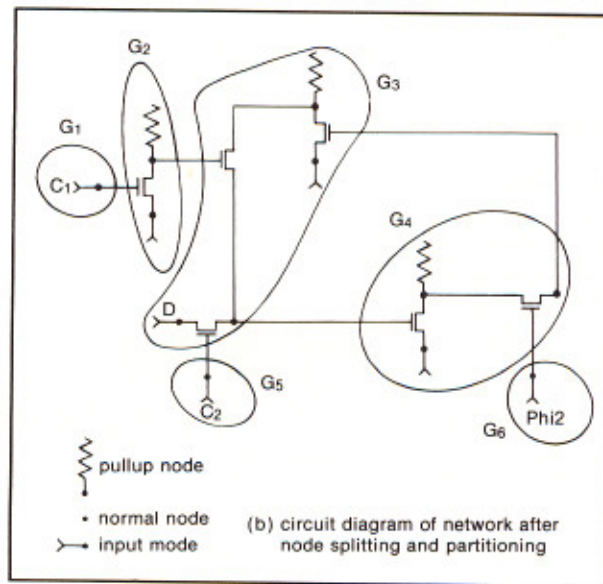 G2
G3
G1
C1
G4
D
G5
C2
G6
Phi2
pullup node
normal node
input mode
(b) circuit diagram of network after
node splitting and partitioning